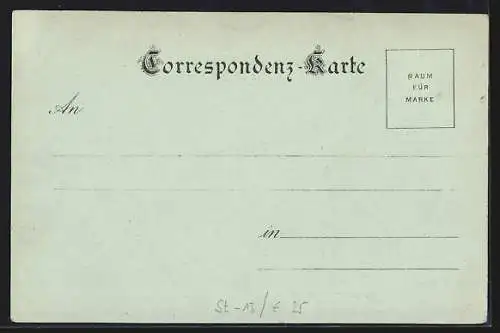 Correspondenz-Karte
RAUM
FÜR
MARKE
An
in
St-13/€ 25